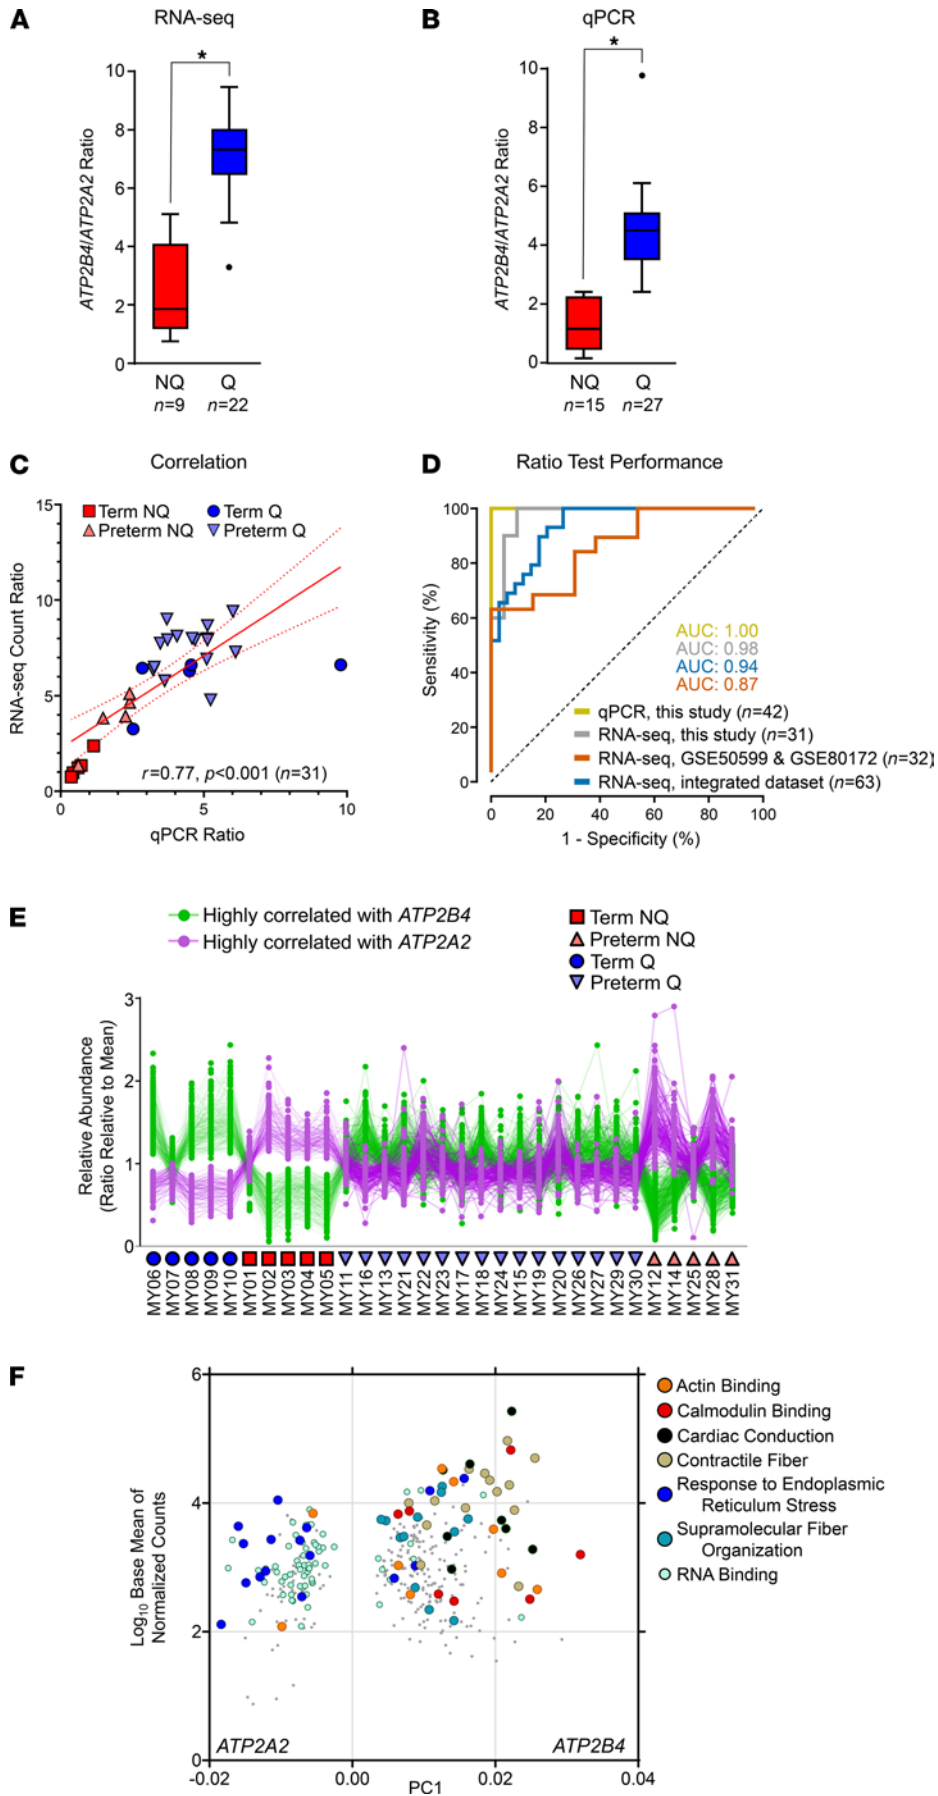 A
RNA-seq
*
ATP2B4/ATP2A2 Ratio
10
8
6
4
2
0
NQ
Q
n=9
n=22
B
qPCR
*
ATP2B4/ATP2A2 Ratio
10
8
6
4
2
0
NQ
Q
n=15
n=27
C
Correlation
Term NQ
Term Q
Preterm NQ
Preterm Q
RNA-seq Count Ratio
15
10
5
0
r=0.77, p<0.001 (n=31)
0
5
10
qPCR Ratio
D
Ratio Test Performance
Sensitivity (%)
100
80
60
40
20
0
AUC: 1.00
AUC: 0.98
AUC: 0.94
AUC: 0.87
qPCR, this study (n=42)
RNA-seq, this study (n=31)
RNA-seq, GSE50599 & GSE80172 (n=32)
RNA-seq, integrated dataset (n=63)
0
20
40
60
80
100
1 - Specificity (%)
E
Highly correlated with ATP2B4
Highly correlated with ATP2A2
Term NQ
Preterm NQ
Term Q
Preterm Q
Relative Abundance
(Ratio Relative to Mean)
3
2
1
0
MY06
MY07
MY08
MY09
MY10
MY01
MY02
MY03
MY04
MY05
MY11
MY16
MY13
MY21
MY22
MY23
MY17
MY18
MY24
MY15
MY19
MY20
MY26
MY27
MY29
MY30
MY12
MY14
MY25
MY28
MY31
F
Log10 Base Mean of
Normalized Counts
6
4
2
0
ATP2A2
ATP2B4
-0.02
0.00
0.02
0.04
PC1
Actin Binding
Calmodulin Binding
Cardiac Conduction
Contractile Fiber
Response to Endoplasmic
Reticulum Stress
Supramolecular Fiber
Organization
RNA Binding